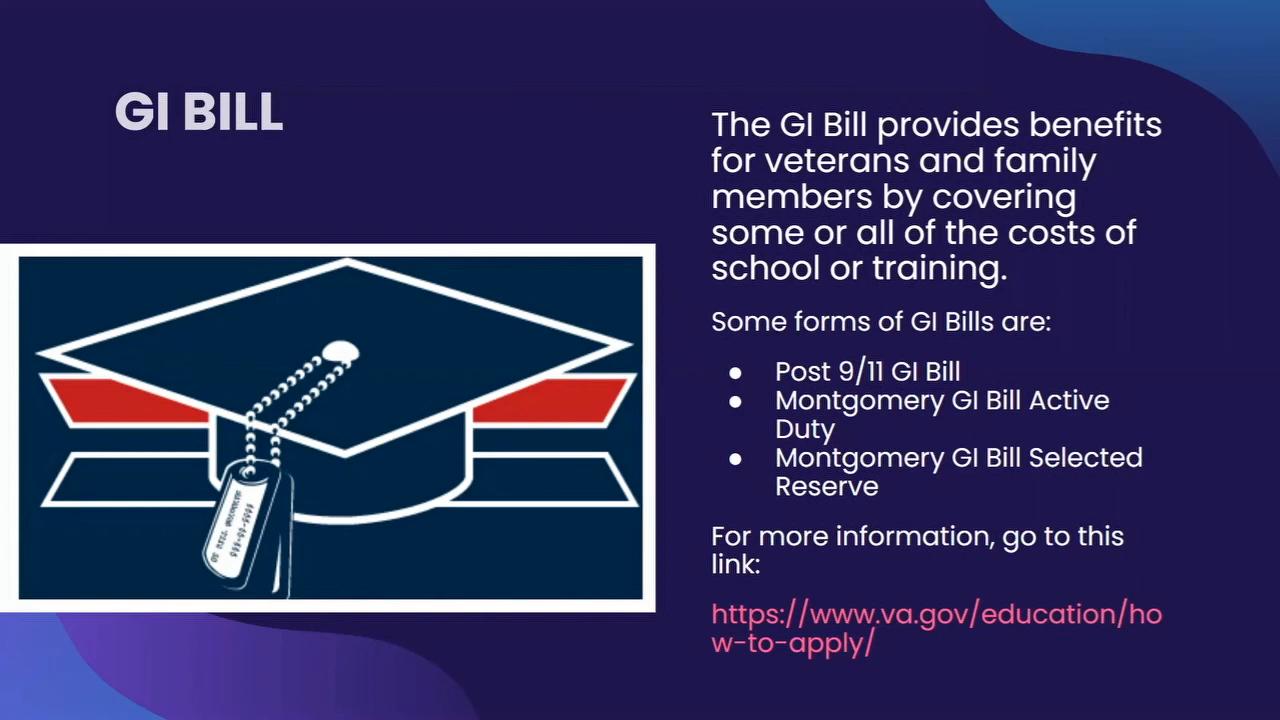 GI BILL
The GI Bill provides benefits
for veterans and family
members by covering
some or all of the costs of
school or training.
Some forms of GI Bills are:
● Post 9/11 GI Bill
● Montgomery GI Bill Active
Duty
● Montgomery GI Bill Selected
Reserve
For more information, go to this
link:
https://www.va.gov/education/ho
w-to-apply/